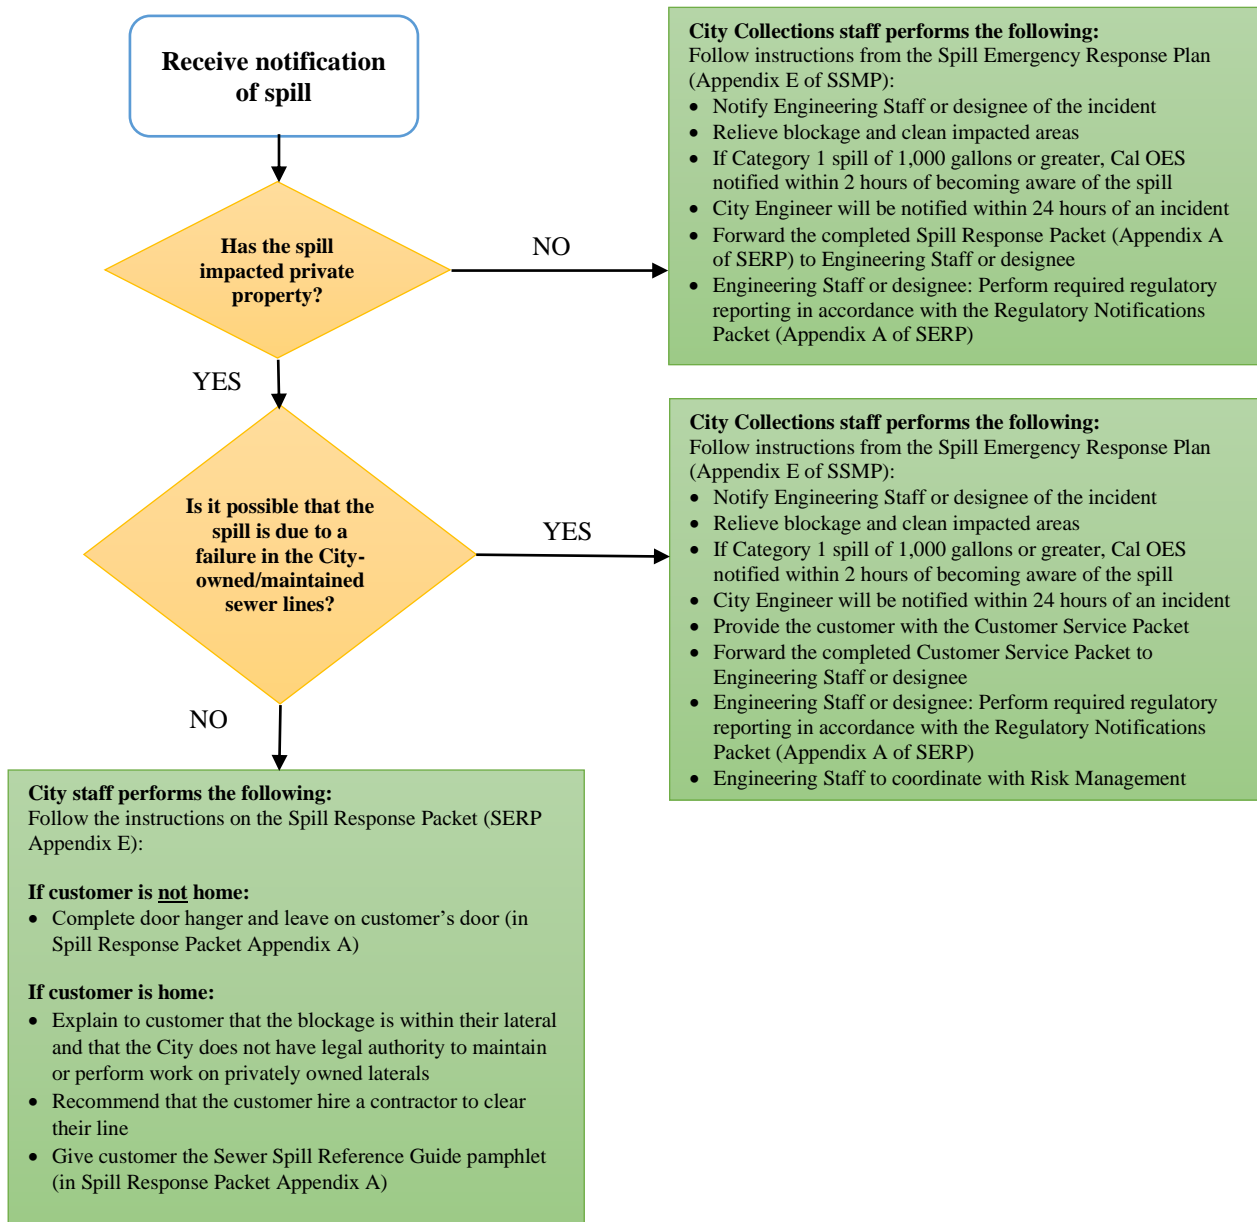 Receive notification
of spill
City Collections staff performs the following:
Follow instructions from the Spill Emergency Response Plan
(Appendix E of SSMP):
• Notify Engineering Staff or designee of the incident
• Relieve blockage and clean impacted areas
• If Category 1 spill of 1,000 gallons or greater, Cal OES
notified within 2 hours of becoming aware of the spill
• City Engineer will be notified within 24 hours of an incident
• Forward the completed Spill Response Packet (Appendix A
of SERP) to Engineering Staff or designee
• Engineering Staff or designee: Perform required regulatory
reporting in accordance with the Regulatory Notifications
Packet (Appendix A of SERP)
Has the spill
impacted private
property?
NO
YES
Is it possible that the
spill is due to a
failure in the City-
owned/maintained
sewer lines?
YES
City Collections staff performs the following:
Follow instructions from the Spill Emergency Response Plan
(Appendix E of SSMP):
• Notify Engineering Staff or designee of the incident
• Relieve blockage and clean impacted areas
• If Category 1 spill of 1,000 gallons or greater, Cal OES
notified within 2 hours of becoming aware of the spill
• City Engineer will be notified within 24 hours of an incident
• Provide the customer with the Customer Service Packet
• Forward the completed Customer Service Packet to
Engineering Staff or designee
• Engineering Staff or designee: Perform required regulatory
reporting in accordance with the Regulatory Notifications
Packet (Appendix A of SERP)
• Engineering Staff to coordinate with Risk Management
NO
City staff performs the following:
Follow the instructions on the Spill Response Packet (SERP
Appendix E):
If customer is not home:
• Complete door hanger and leave on customer’s door (in
Spill Response Packet Appendix A)
If customer is home:
• Explain to customer that the blockage is within their lateral
and that the City does not have legal authority to maintain
or perform work on privately owned laterals
• Recommend that the customer hire a contractor to clear
their line
• Give customer the Sewer Spill Reference Guide pamphlet
(in Spill Response Packet Appendix A)